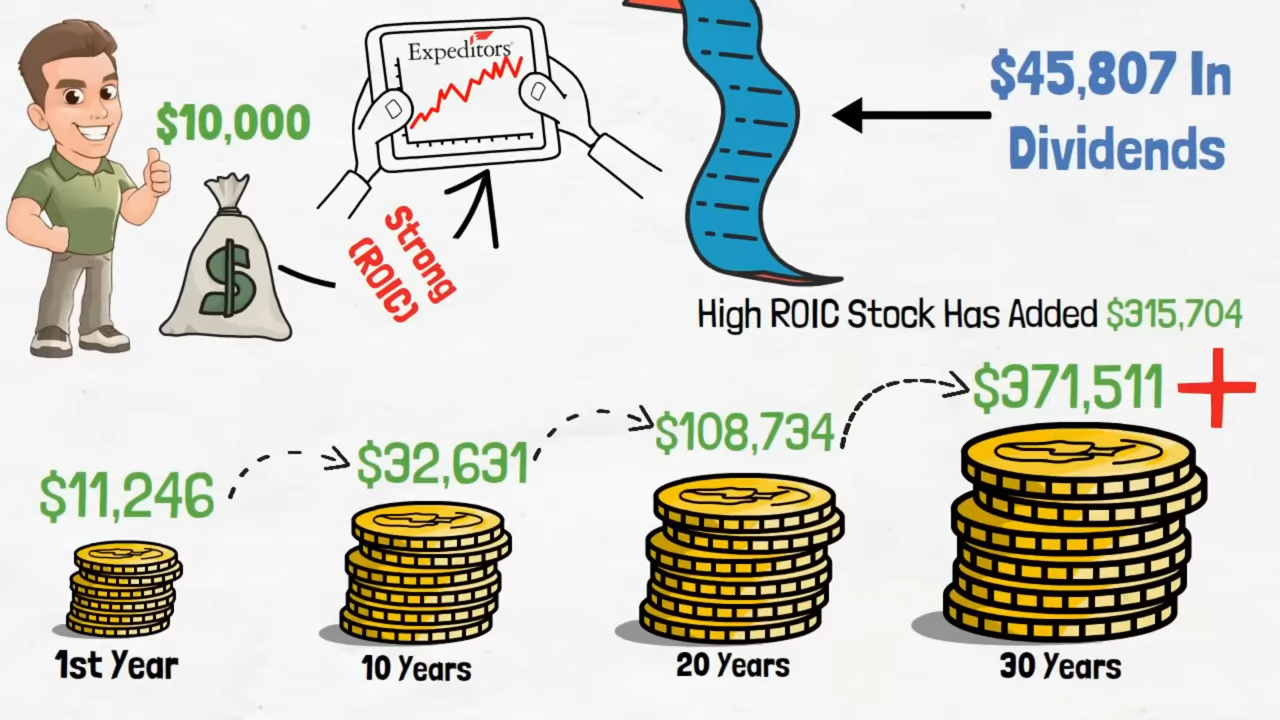 $10,000
Expeditors
Strong
(ROIC)
$45,807 In
Dividends
High ROIC Stock Has Added $315,704
$11,246
$32,631
$108,734
$371,511
1st Year
10 Years
20 Years
30 Years